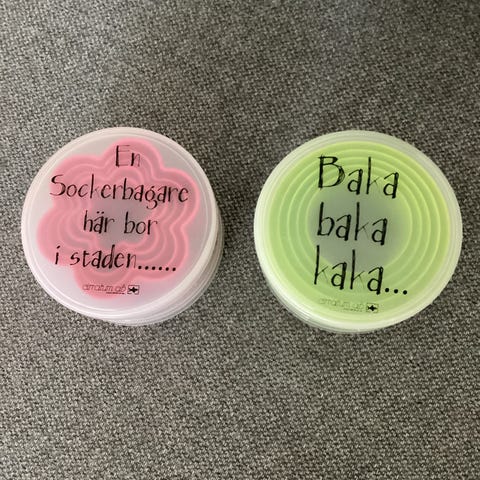 En
Sockerbagare
här bor
i staden......
Baka
baka
kaka...